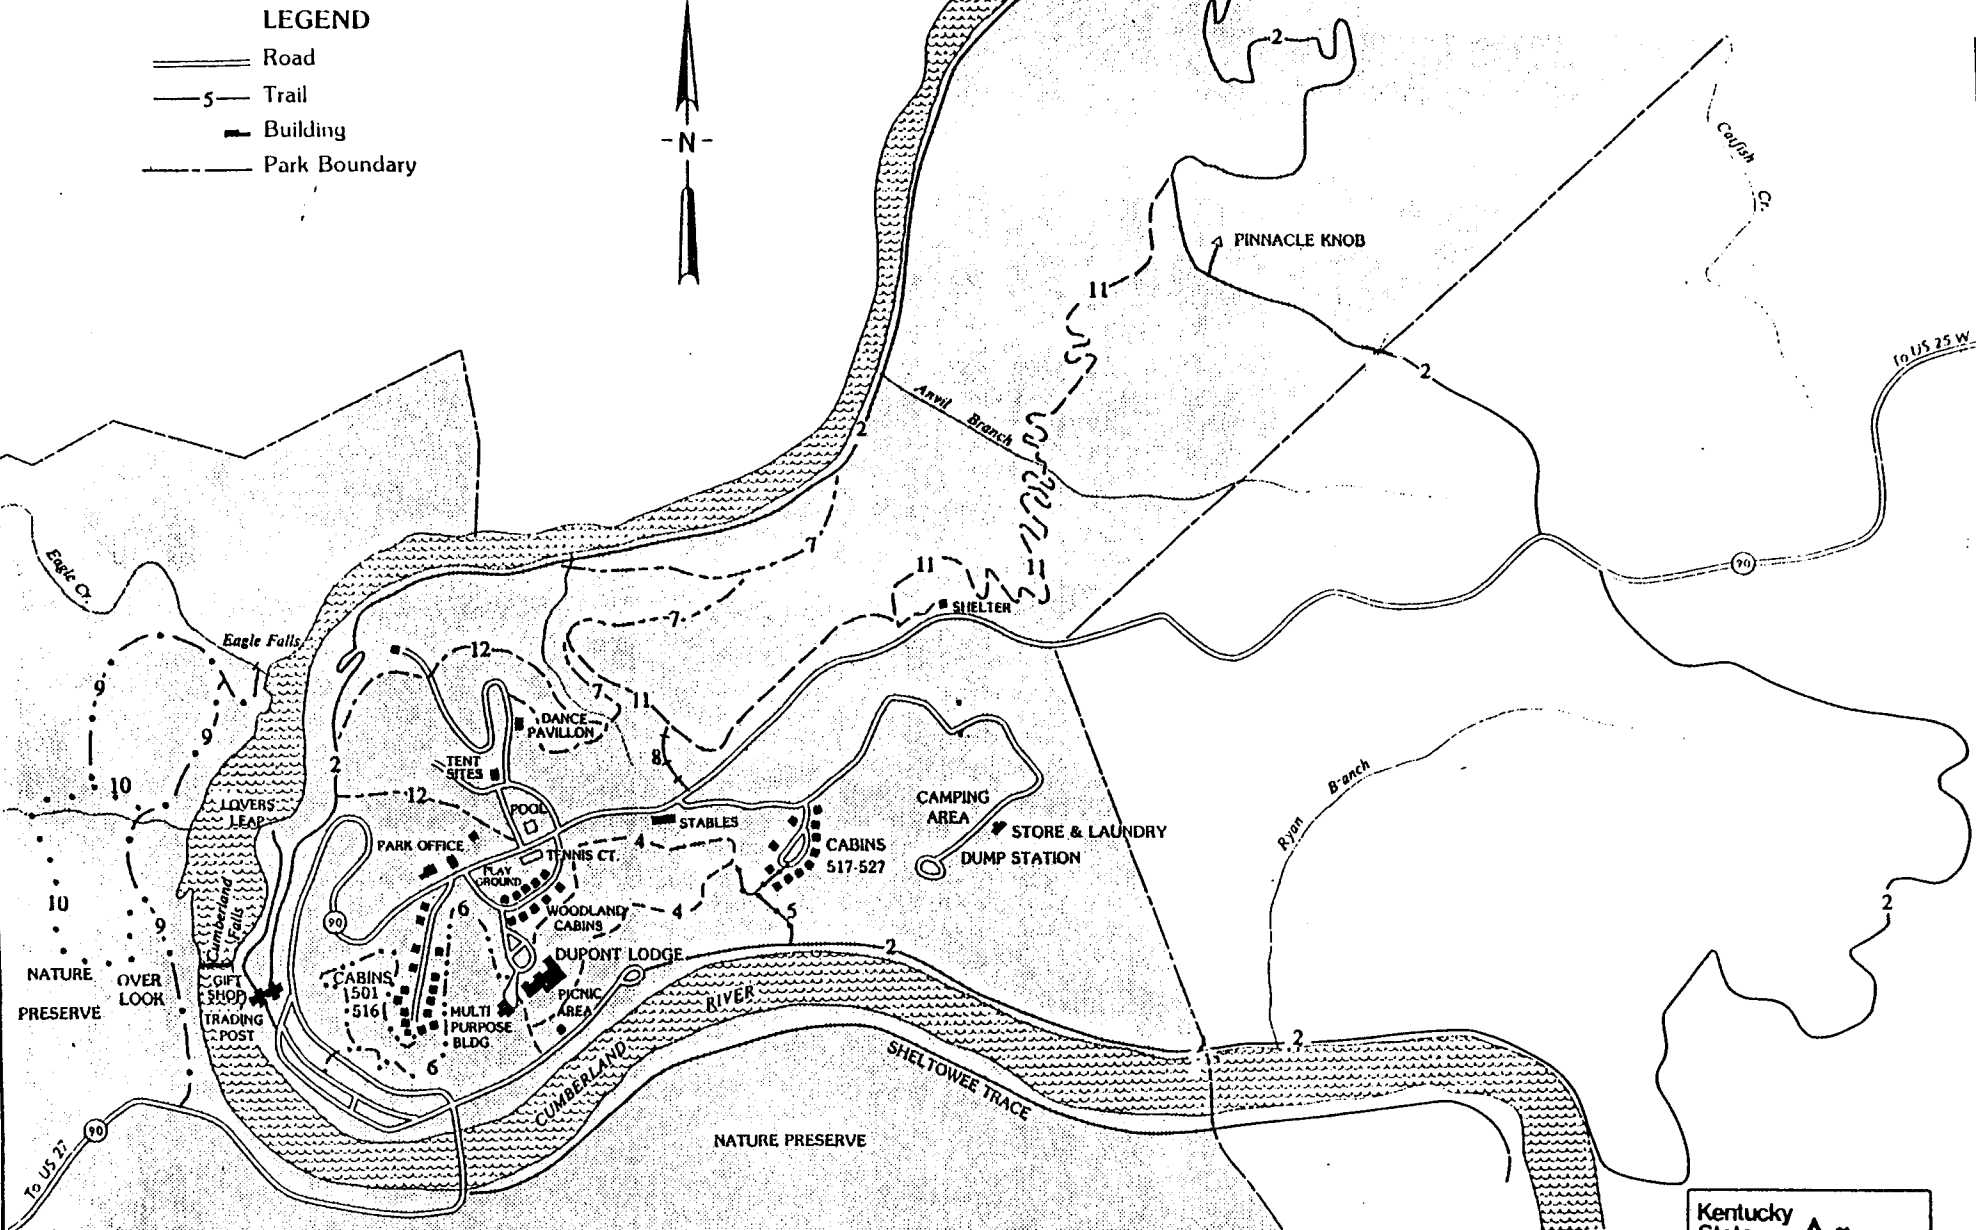 LEGEND
Road
5 Trail
Building
Park Boundary
-N-
2
Catfish
Cr.
PINNACLE KNOB
11
To US 25 W
2
Anvil
Branch
2
7
11
11
90
Eagle Cr.
SHELTER
7
Eagle Falls
12
9
7
11
DANCE
PAVILLON
9
8
TENT
SITES
2
10
12
LOVERS
LEAP
POOL
CAMPING
AREA
STABLES
STORE & LAUNDRY
Ryan
Branch
PARK OFFICE
4
CABINS
517-527
DUMP STATION
TENNIS CT.
PLAY
GROUND
10
9
90
6
WOODLAND
CABINS
4
5
2
Cumberland
Falls
DUPONT LODGE
2
NATURE
PRESERVE
OVER
LOOK
GIFT
SHOP
TRADING
POST
CABINS
501
516
MULTI
PURPOSE
BLDG.
PICNIC
AREA
6
CUMBERLAND
RIVER
SHELTOWEE TRACE
2
90
To US 27
NATURE PRESERVE
Kentucky
State